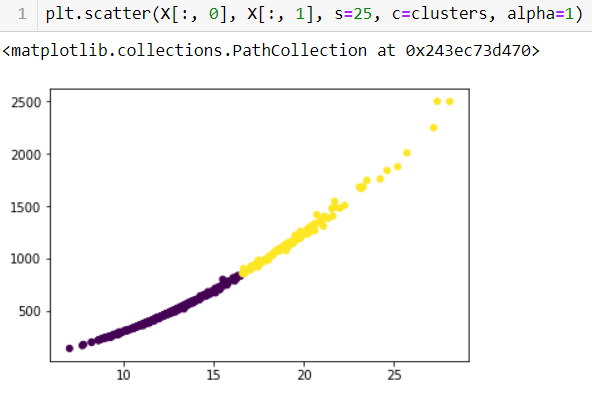 1 plt.scatter(X[:, 0], X[:, 1], s=25, c=clusters, alpha=1)
<matplotlib.collections.PathCollection at 0x243ec73d470>
2500
2000
1500
1000
500
10 15 20 25